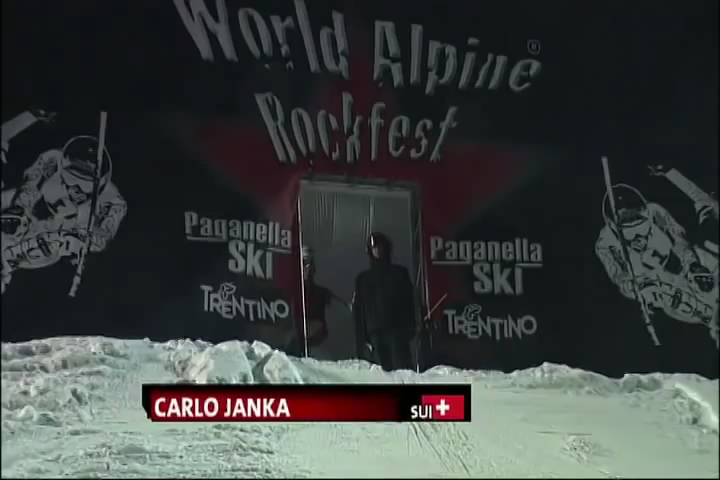 World Alpine ®
Rockfest
Paganella
SKI
TRENTINO
Paganella
SKI
TRENTINO
CARLO JANKA SUI